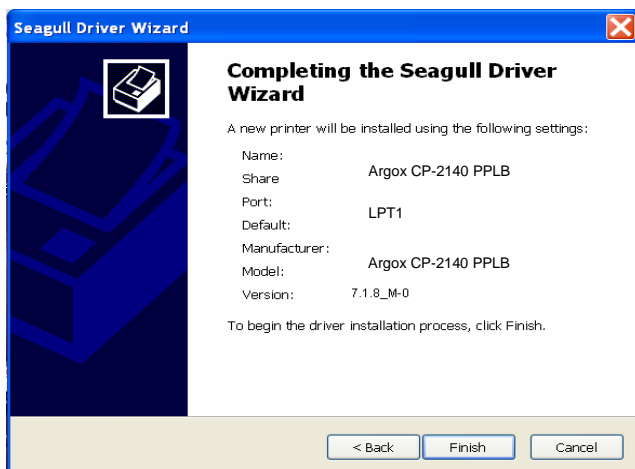 Seagull Driver Wizard
Completing the Seagull Driver
Wizard
A new printer will be installed using the following settings:
Name:
Share
Argox CP-2140 PPLB
Port:
LPT1
Default:
Manufacturer:
Model:
Argox CP-2140 PPLB
Version:
7.1.8_M-0
To begin the driver installation process, click Finish.
< Back
Finish
Cancel